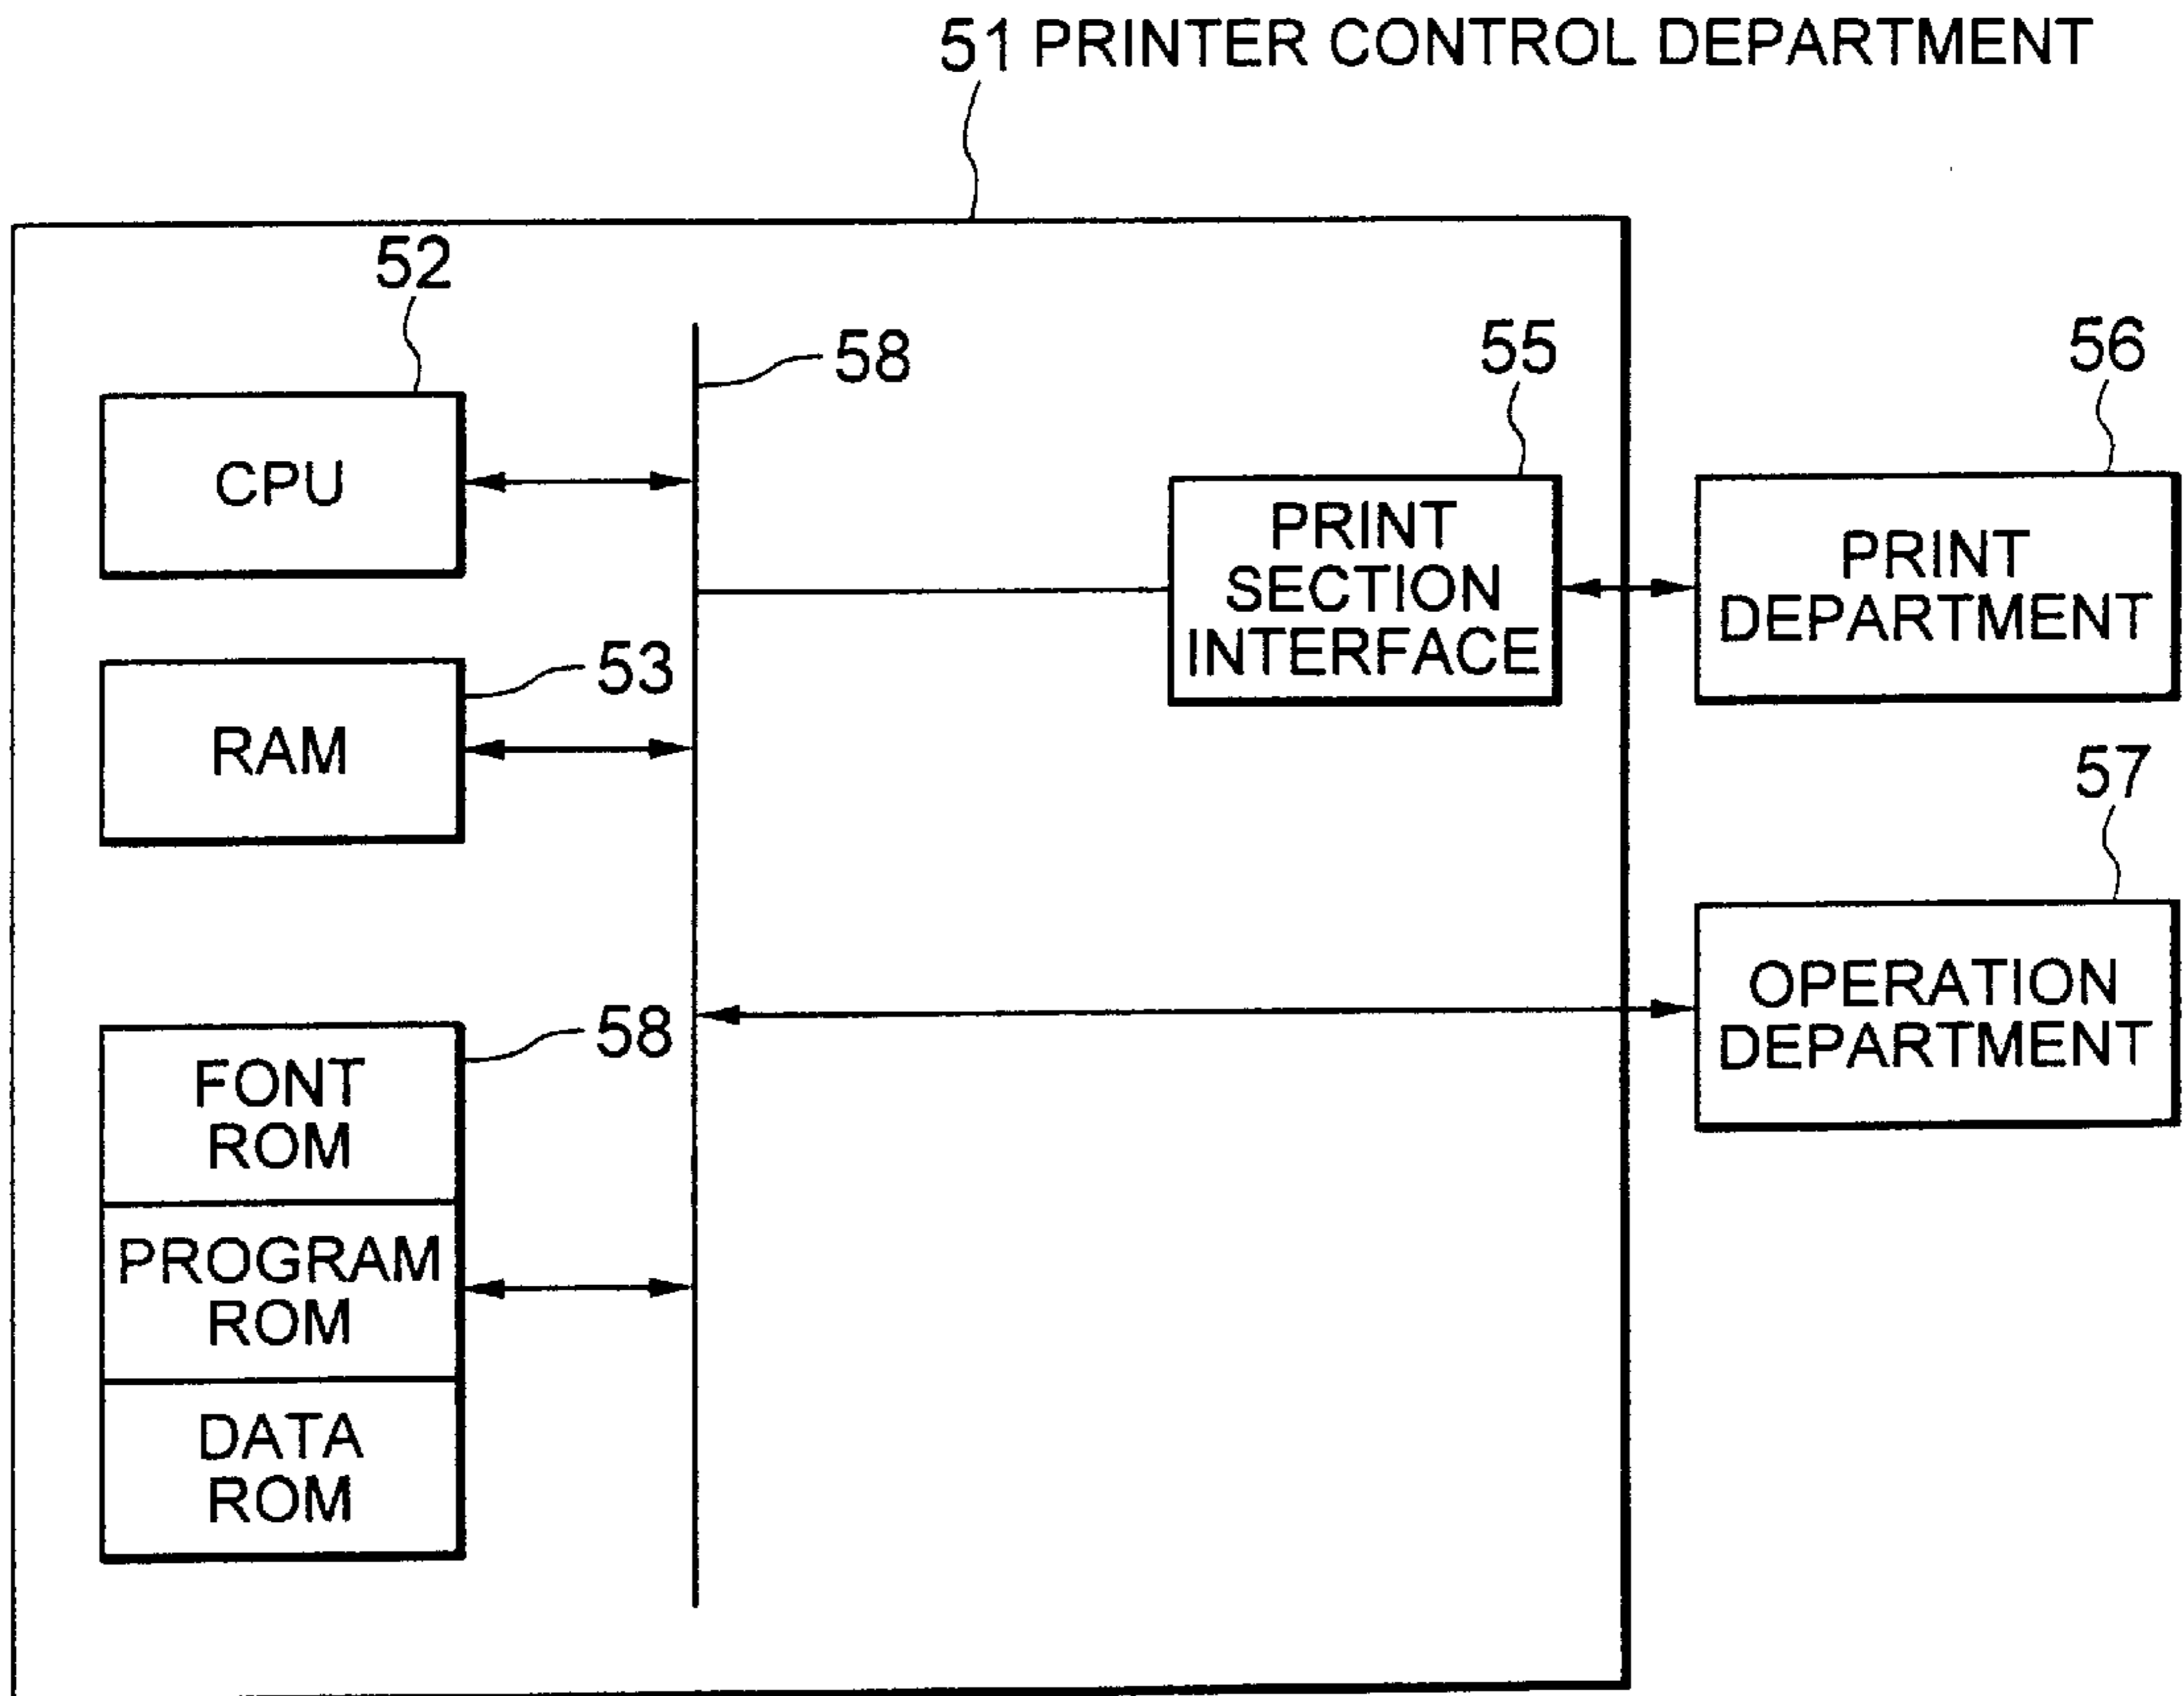 51 PRINTER CONTROL DEPARTMENT
52
58
55
56
CPU
PRINT
SECTION
INTERFACE
PRINT
DEPARTMENT
53
RAM
57
58
FONT
ROM
OPERATION
DEPARTMENT
PROGRAM
ROM
DATA
ROM